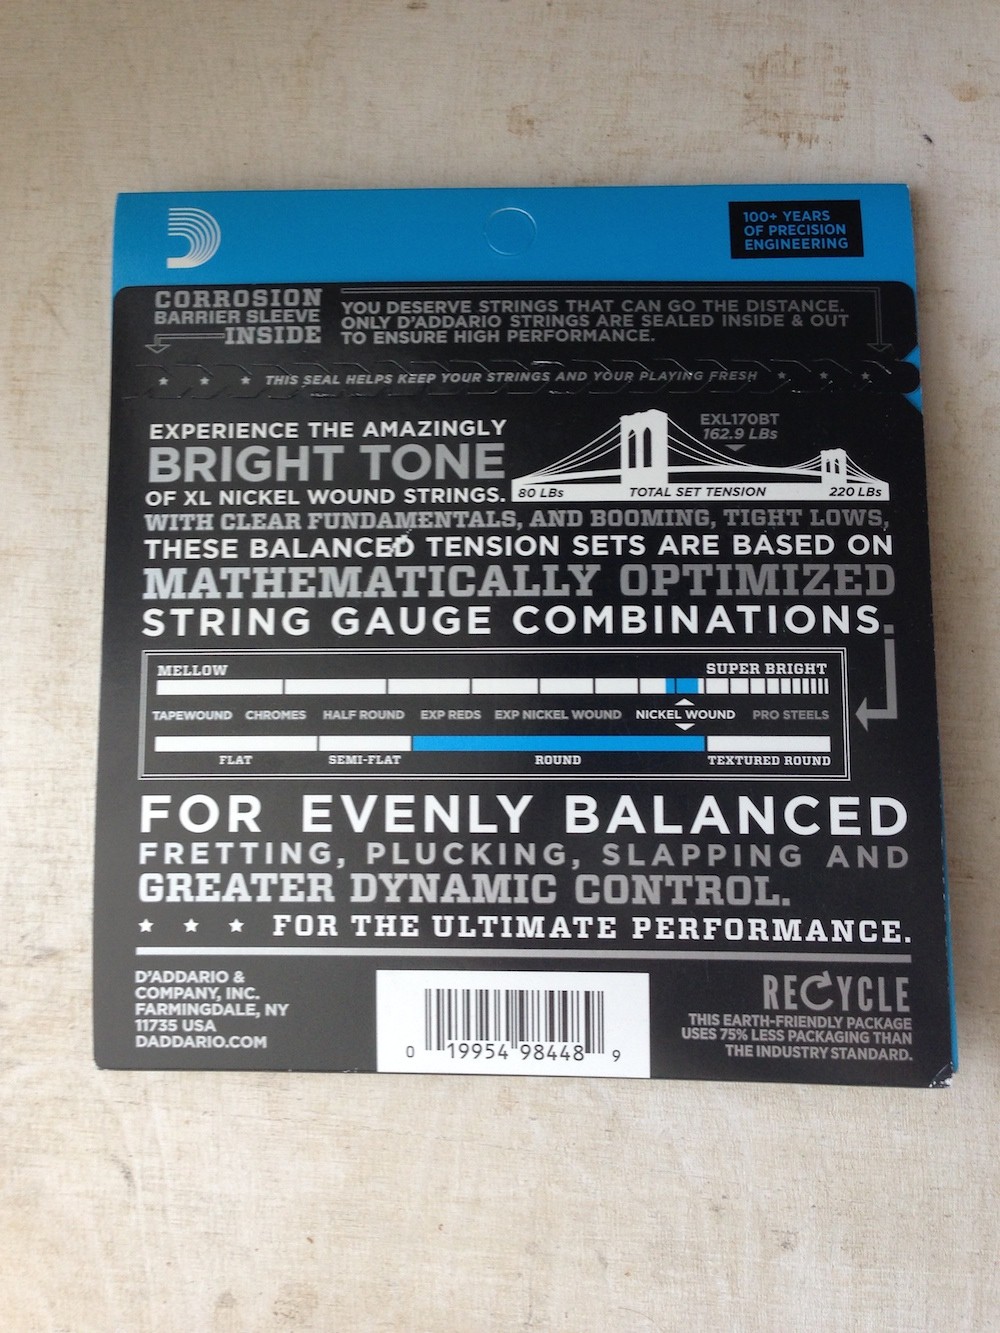 100+ YEARS
OF PRECISION
ENGINEERING
CORROSION
BARRIER SLEEVE
INSIDE
YOU DESERVE STRINGS THAT CAN GO THE DISTANCE.
ONLY D'ADDARIO STRINGS ARE SEALED INSIDE & OUT
TO ENSURE HIGH PERFORMANCE.
THIS SEAL HELPS KEEP YOUR STRINGS AND YOUR PLAYING FRESH
EXPERIENCE THE AMAZINGLY
BRIGHT TONE
OF XL NICKEL WOUND STRINGS.
EXL170BT
162.9 LBs
80 LBs TOTAL SET TENSION 220 LBs
WITH CLEAR FUNDAMENTALS, AND BOOMING, TIGHT LOWS,
THESE BALANCED TENSION SETS ARE BASED ON
MATHEMATICALLY OPTIMIZED
STRING GAUGE COMBINATIONS.
MELLOW SUPER BRIGHT
TAPEWOUND CHROMES HALF ROUND EXP REDS EXP NICKEL WOUND NICKEL WOUND PRO STEELS
FLAT SEMI-FLAT ROUND TEXTURED ROUND
FOR EVENLY BALANCED
FRETTING, PLUCKING, SLAPPING AND
GREATER DYNAMIC CONTROL.
FOR THE ULTIMATE PERFORMANCE.
D'ADDARIO &
COMPANY, INC.
FARMINGDALE, NY
11735 USA
DADDARIO.COM
0 19954 98448 9
RECYCLE
THIS EARTH-FRIENDLY PACKAGE
USES 75% LESS PACKAGING THAN
THE INDUSTRY STANDARD.